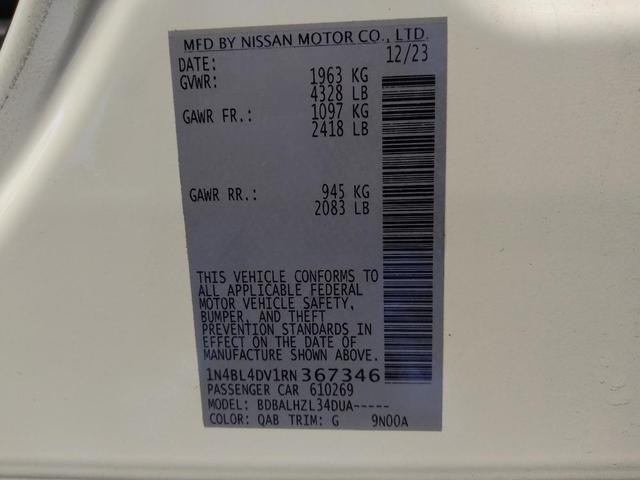 MFD BY NISSAN MOTOR CO., LTD.
DATE: 12/23
GVWR: 1963 KG
4328 LB
GAWR FR.: 1097 KG
2418 LB
GAWR RR.: 945 KG
2083 LB
THIS VEHICLE CONFORMS TO
ALL APPLICABLE FEDERAL
MOTOR VEHICLE SAFETY,
BUMPER, AND THEFT
PREVENTION STANDARDS IN
EFFECT ON THE DATE OF
MANUFACTURE SHOWN ABOVE.
1N4BL4DV1RN367346
PASSENGER CAR 610269
MODEL: BDBALHZL34DUA-----
COLOR: QAB TRIM: G 9N00A